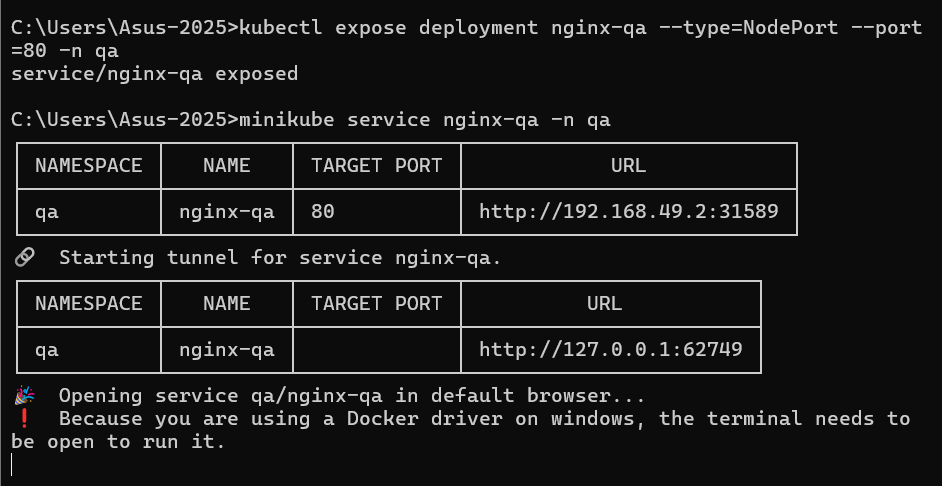 C:\Users\Asus-2025>kubectl expose deployment nginx-qa --type=NodePort --port
=80 -n qa
service/nginx-qa exposed
C:\Users\Asus-2025>minikube service nginx-qa -n qa
NAMESPACE NAME TARGET PORT URL
qa nginx-qa 80 http://192.168.49.2:31589
🔗 Starting tunnel for service nginx-qa.
NAMESPACE NAME TARGET PORT URL
qa nginx-qa http://127.0.0.1:62749
🎉 Opening service qa/nginx-qa in default browser...
❗ Because you are using a Docker driver on windows, the terminal needs to
be open to run it.